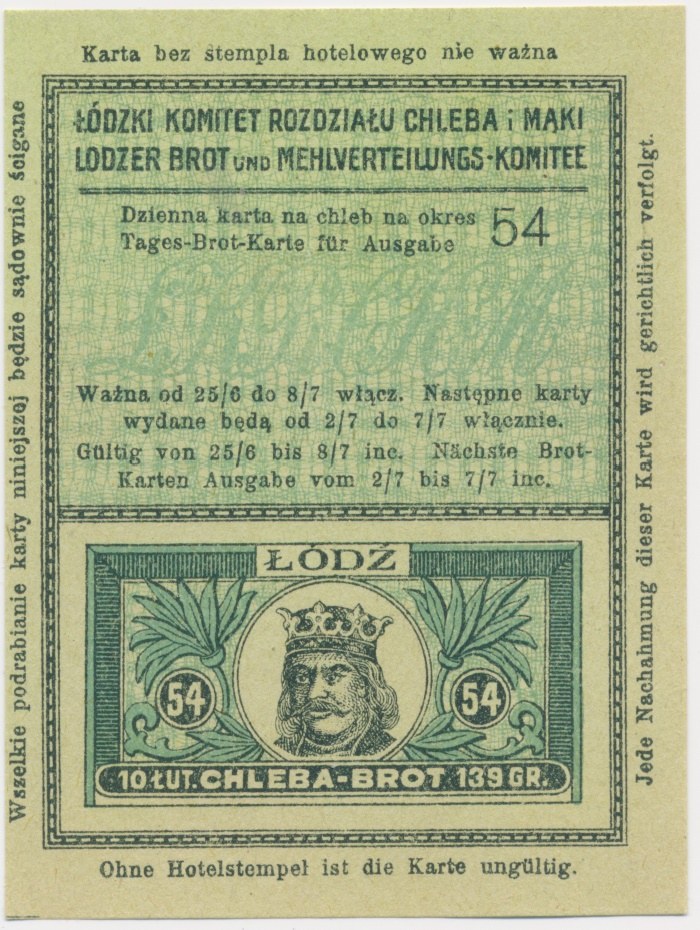 Karta bez stempla hotelowego nie ważna
Wszelkie podrabianie karty niniejszej będzie sądownie ścigane
ŁÓDZKI KOMITET ROZDZIAŁU CHLEBA i MĄKI
LODZER BROT UND MEHLVERTEILUNGS-KOMITEE
Dzienna karta na chleb na okres 54
Tages-Brot-Karte für Ausgabe
Ważna od 25/6 do 8/7 włącz. Następne karty
wydane będą od 2/7 do 7/7 włącznie.
Gültig von 25/6 bis 8/7 inc. Nächste Brot-
Karten Ausgabe vom 2/7 bis 7/7 inc.
ŁÓDŹ
54 54
10 ŁUT. CHLEBA-BROT 139 GR.
Jede Nachahmung dieser Karte wird gerichtlich verfolgt.
Ohne Hotelstempel ist die Karte ungültig.